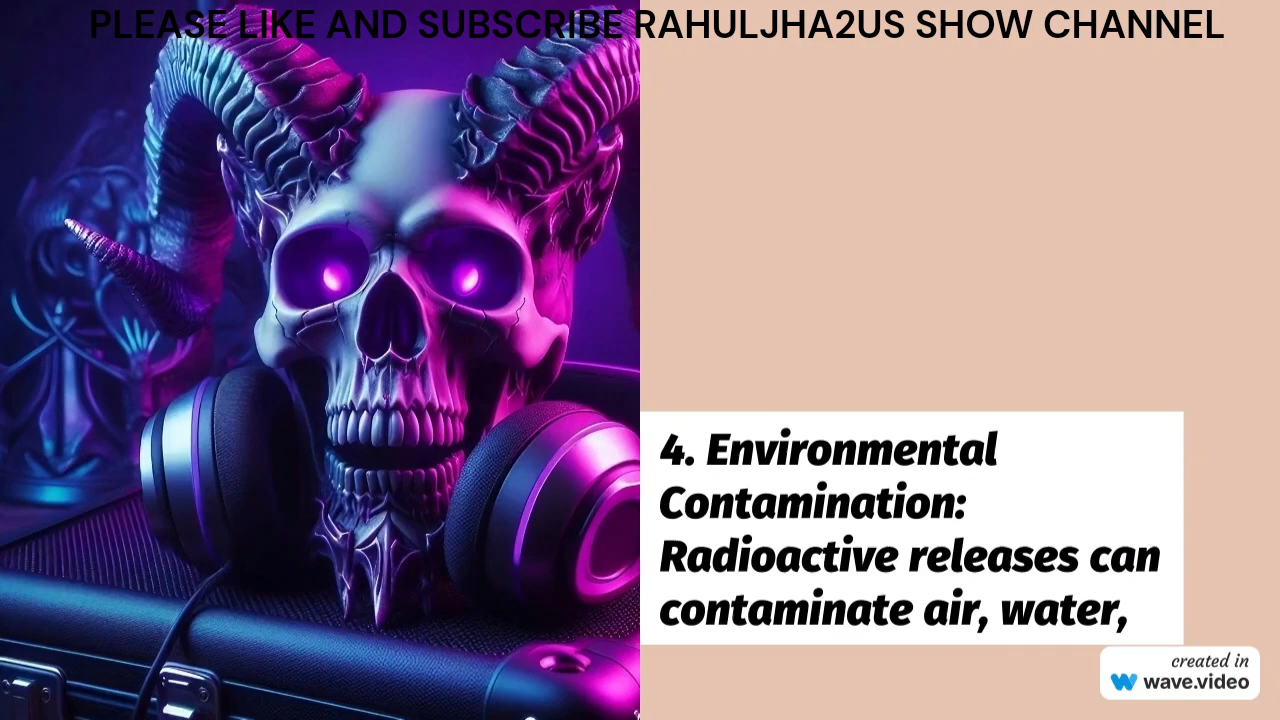 PLEASE LIKE AND SUBSCRIBE RAHULJHA2US SHOW CHANNEL
4. Environmental
Contamination:
Radioactive releases can
contaminate air, water,
created in
wave.video